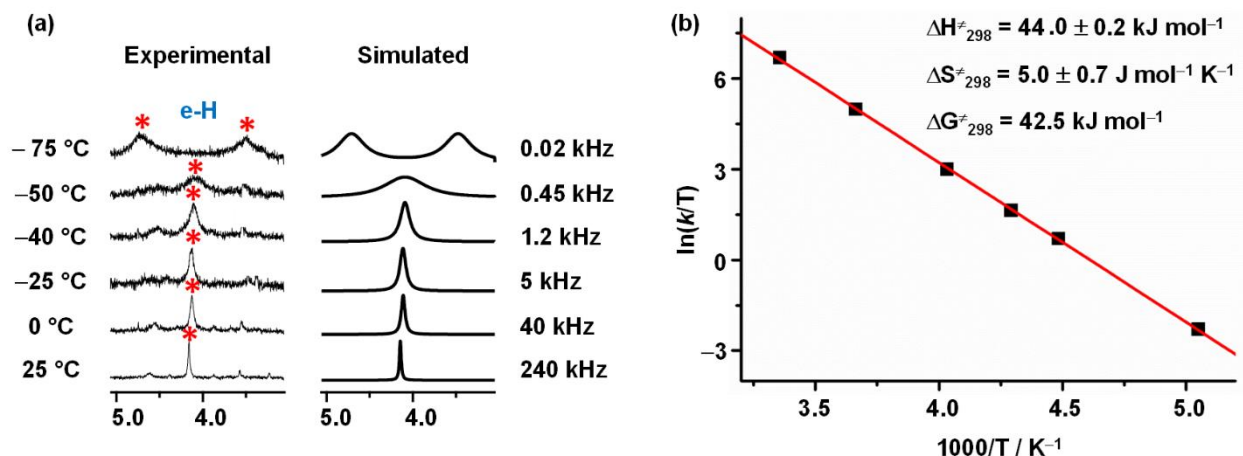 (a)
Experimental
Simulated
e-H
* *
– 75 °C
0.02 kHz
*
–50 °C
0.45 kHz
*
–40 °C
1.2 kHz
*
–25 °C
5 kHz
*
0 °C
40 kHz
*
25 °C
240 kHz
5.0 4.0
5.0 4.0
(b)
ΔH≠298 = 44.0 ± 0.2 kJ mol−1
ΔS≠298 = 5.0 ± 0.7 J mol−1 K−1
ΔG≠298 = 42.5 kJ mol−1
ln(k/T)
6
3
0
−3
3.5 4.0 4.5 5.0
1000/T / K−1